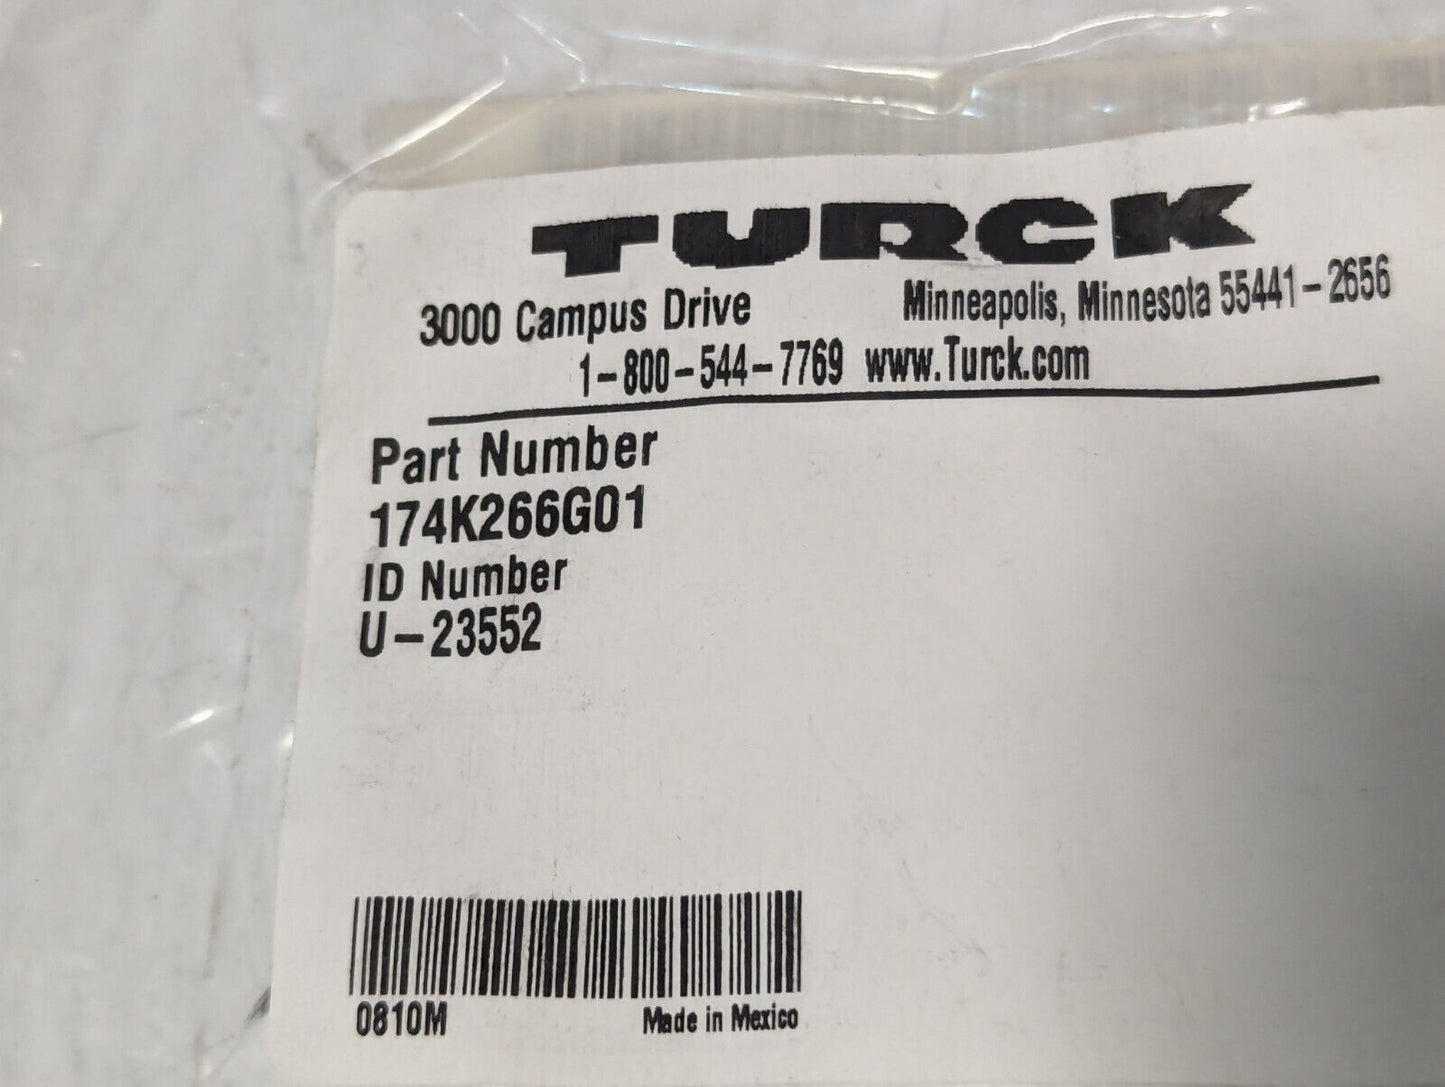 TURCK
3000 Campus Drive Minneapolis, Minnesota 55441-2656
1-800-544-7769 www.Turck.com
Part Number
174K266G01
ID Number
U-23552
0810M Made in Mexico